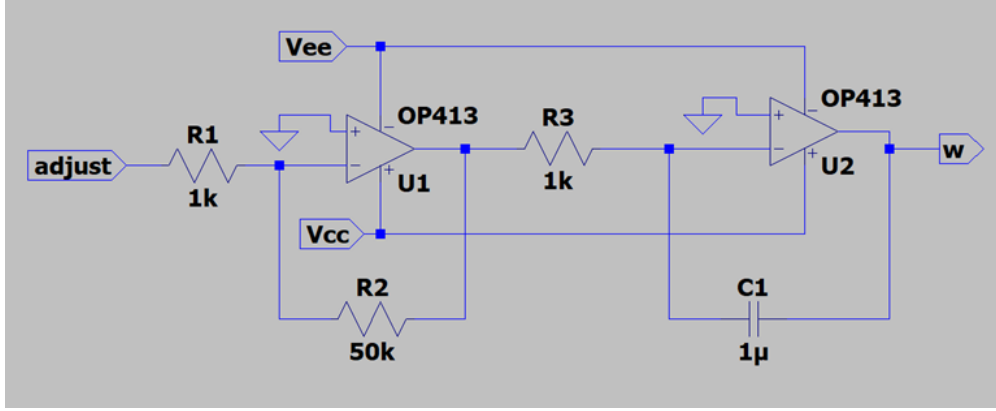 Vee
OP413
OP413
R1
R3
adjust
+
−
−
+
+
−
−
+
w
1k
U1
1k
U2
Vcc
R2
C1
50k
1µ